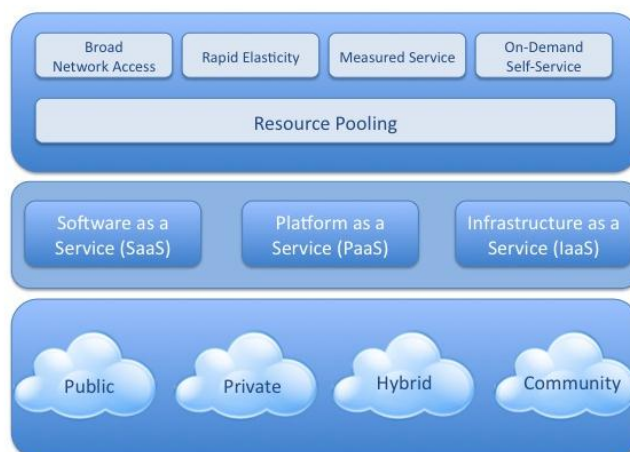 Broad
Network Access
Rapid Elasticity
Measured Service
On-Demand
Self-Service
Resource Pooling
Software as a
Service (SaaS)
Platform as a
Service (PaaS)
Infrastructure as a
Service (IaaS)
Public
Private
Hybrid
Community